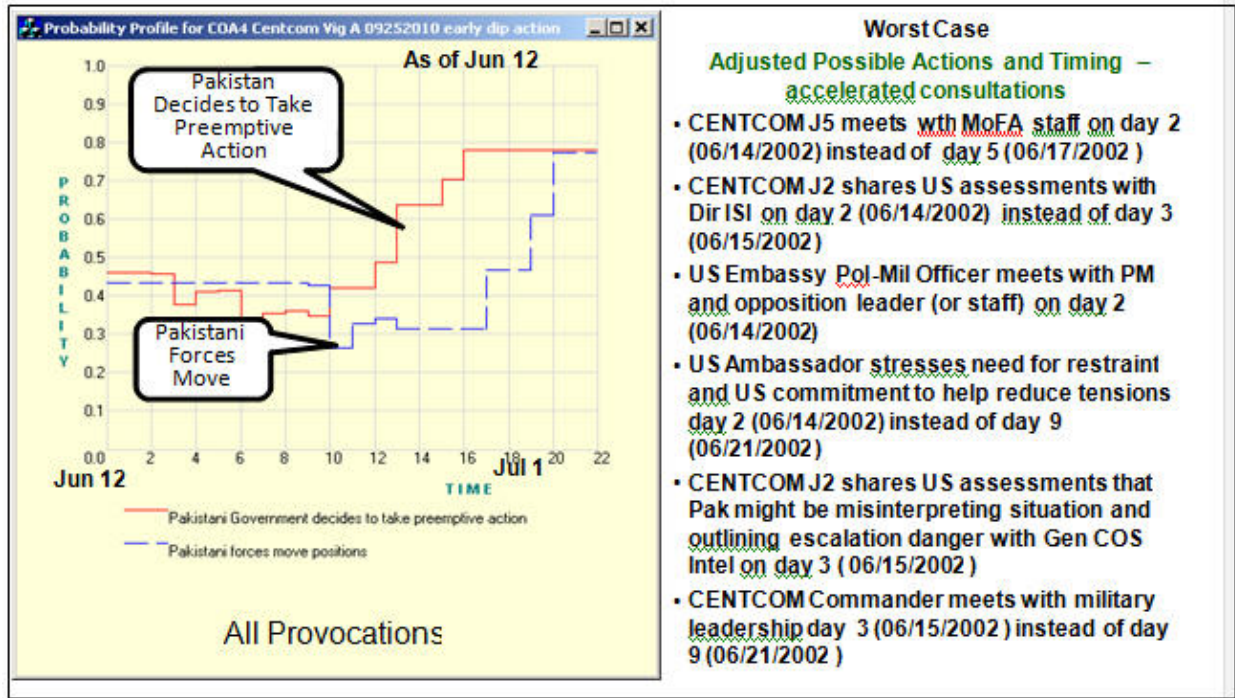 Probability Profile for COA4 Centcom Vig A 09252010 early dip action
As of Jun 12
1.0
0.9
0.8
0.7
0.6
0.5
0.4
0.3
0.2
0.1
0.0
PROBABILITY
Pakistan
Decides to Take
Preemptive
Action
Pakistani
Forces
Move
2 4 6 8 10 12 14 16 18 20 22
Jun 12
Jul 1
TIME
Pakistani Government decides to take preemptive action
Pakistani forces move positions
All Provocations
Worst Case
Adjusted Possible Actions and Timing –
accelerated consultations
• CENTCOM J5 meets wth MoFA staff on day 2
(06/14/2002) instead of day 5 (06/17/2002 )
• CENTCOM J2 shares US assessments with
Dir ISI on day 2 (06/14/2002) instead of day 3
(06/15/2002)
• US Embassy Pol-Mil Officer meets with PM
and opposition leader (or staff) on day 2
(06/14/2002)
• US Ambassador stresses need for restraint
and US commitment to help reduce tensions
day 2 (06/14/2002) instead of day 9
(06/21/2002)
• CENTCOM J2 shares US assessments that
Pak might be misinterpreting situation and
outlining escalation danger with Gen COS
Intel on day 3 ( 06/15/2002)
• CENTCOM Commander meets with military
leadership day 3 (06/15/2002 ) instead of day
9 (06/21/2002 )